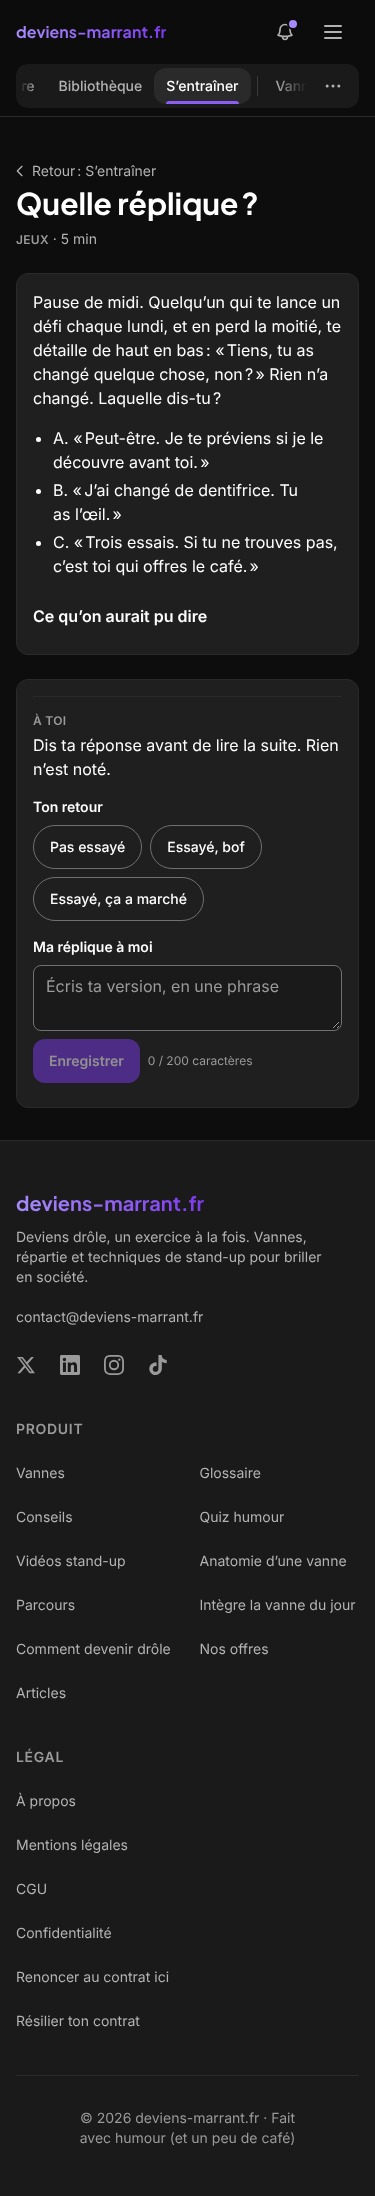 deviens-marrant.fr
re Bibliothèque S’entraîner Vann
Retour : S’entraîner
Quelle réplique ?
JEUX · 5 min
Pause de midi. Quelqu’un qui te lance un
défi chaque lundi, et en perd la moitié, te
détaille de haut en bas : « Tiens, tu as
changé quelque chose, non ? » Rien n’a
changé. Laquelle dis-tu ?
• A. « Peut-être. Je te préviens si je le
découvre avant toi. »
• B. « J’ai changé de dentifrice. Tu
as l’œil. »
• C. « Trois essais. Si tu ne trouves pas,
c’est toi qui offres le café. »
Ce qu’on aurait pu dire
À TOI
Dis ta réponse avant de lire la suite. Rien
n’est noté.
Ton retour
Pas essayé Essayé, bof
Essayé, ça a marché
Ma réplique à moi
Écris ta version, en une phrase
Enregistrer 0 / 200 caractères
deviens-marrant.fr
Deviens drôle, un exercice à la fois. Vannes,
répartie et techniques de stand-up pour briller
en société.
contact@deviens-marrant.fr
PRODUIT
Vannes Glossaire
Conseils Quiz humour
Vidéos stand-up Anatomie d’une vanne
Parcours Intègre la vanne du jour
Comment devenir drôle Nos offres
Articles
LÉGAL
À propos
Mentions légales
CGU
Confidentialité
Renoncer au contrat ici
Résilier ton contrat
© 2026 deviens-marrant.fr · Fait
avec humour (et un peu de café)